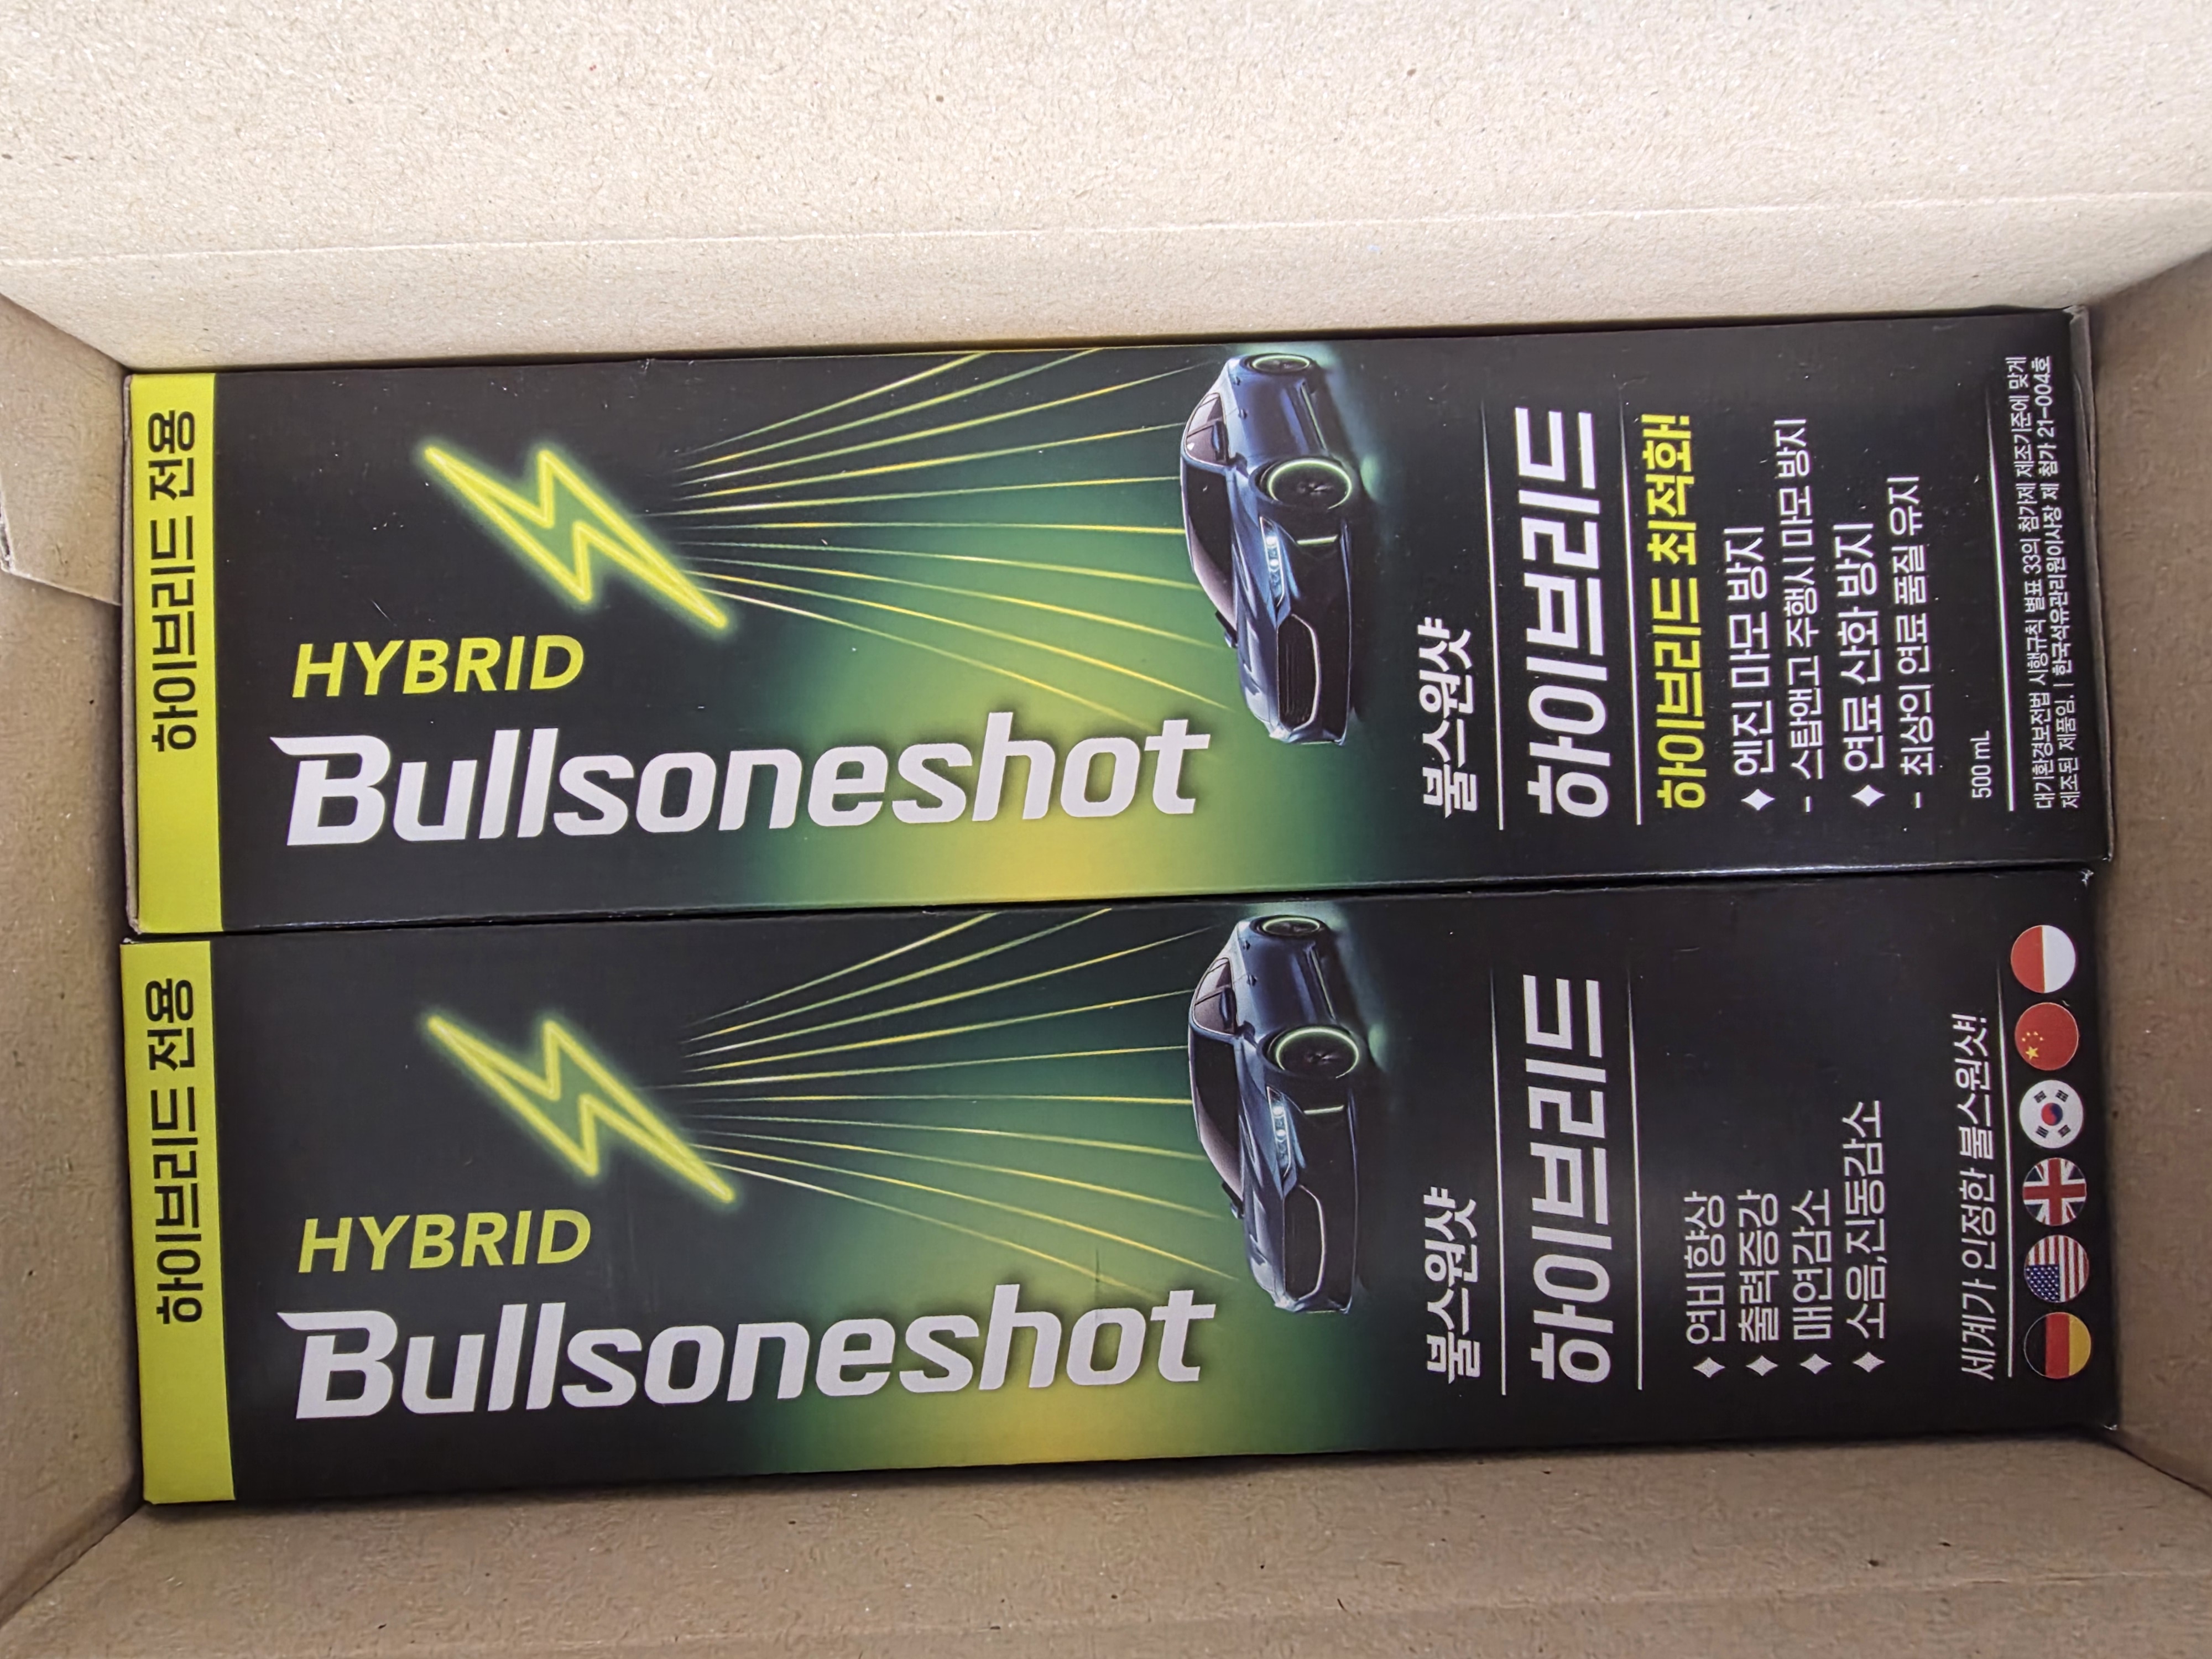 하이브리드 전용
HYBRID
Bullsoneshot
불스원샷
하이브리드
하이브리드 최적화!
◆ 엔진 마모 방지
- 스탑앤고 주행시 마모 방지
◆ 연료 산화 방지
- 최상의 연료 품질 유지
500 mL
대기환경보전법 시행규칙 별표 33의 첨가제 제조기준에 맞게
제조된 제품임. | 한국석유관리원이사장 제 첨가 21-004호
하이브리드 전용
HYBRID
Bullsoneshot
불스원샷
하이브리드
◆ 연비향상
◆ 출력증강
◆ 매연감소
◆ 소음,진동감소
세계가 인정한 불스원샷!